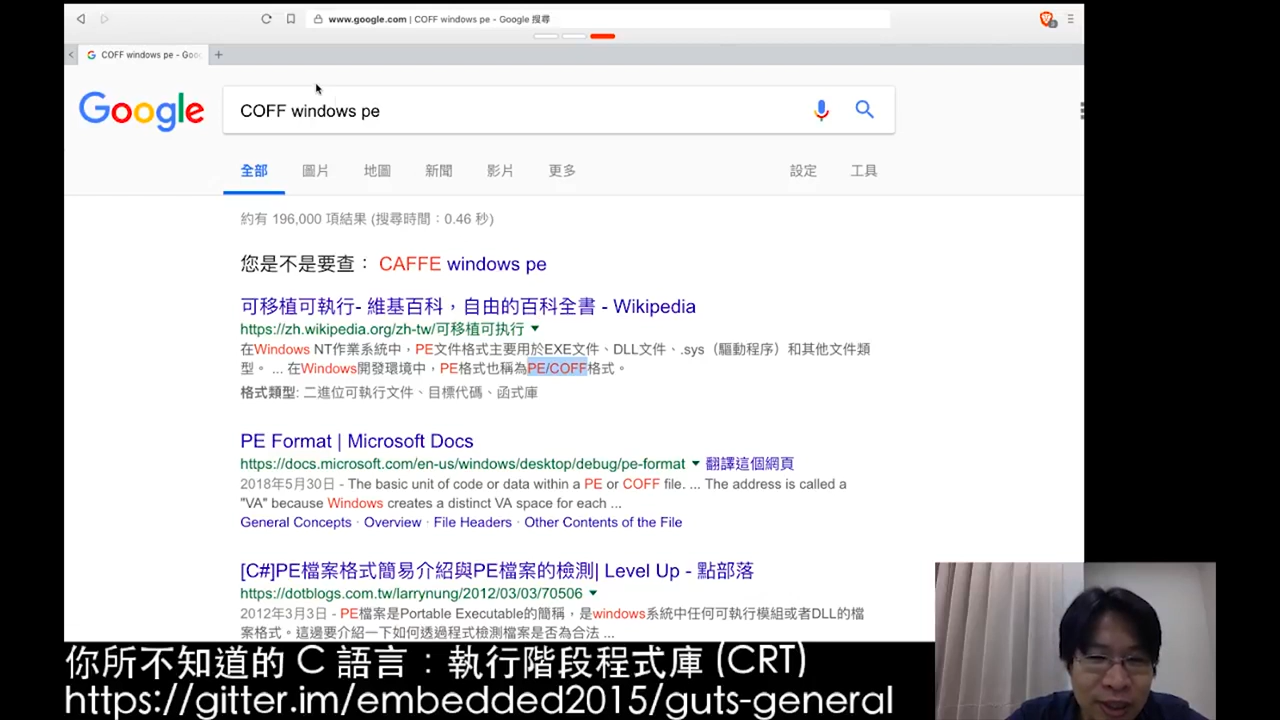 www.google.com | COFF windows pe - Google 搜尋
COFF windows pe - Goo
Google
COFF windows pe
全部 圖片 地圖 新聞 影片 更多 設定 工具
約有 196,000 項結果 (搜尋時間：0.46 秒)
您是不是要查： CAFFE windows pe
可移植可執行- 維基百科，自由的百科全書 - Wikipedia
https://zh.wikipedia.org/zh-tw/可移植可执行
在Windows NT作業系統中，PE文件格式主要用於EXE文件、DLL文件、.sys（驅動程序）和其他文件類
型。 ... 在Windows開發環境中，PE格式也稱為PE/COFF格式。
格式類型: 二進位可執行文件、目標代碼、函式庫
PE Format | Microsoft Docs
https://docs.microsoft.com/en-us/windows/desktop/debug/pe-format 翻譯這個網頁
2018年5月30日 - The basic unit of code or data within a PE or COFF file. ... The address is called a
"VA" because Windows creates a distinct VA space for each ...
General Concepts · Overview · File Headers · Other Contents of the File
[C#]PE檔案格式簡易介紹與PE檔案的檢測| Level Up - 點部落
https://dotblogs.com.tw/larrynung/2012/03/03/70506
2012年3月3日 - PE檔案是Portable Executable的簡稱，是windows系統中任何可執行模組或者DLL的檔
案格式。這邊要介紹一下如何透過程式檢測檔案是否為合法 ...
你所不知道的 C 語言：執行階段程式庫 (CRT)
https://gitter.im/embedded2015/guts-general